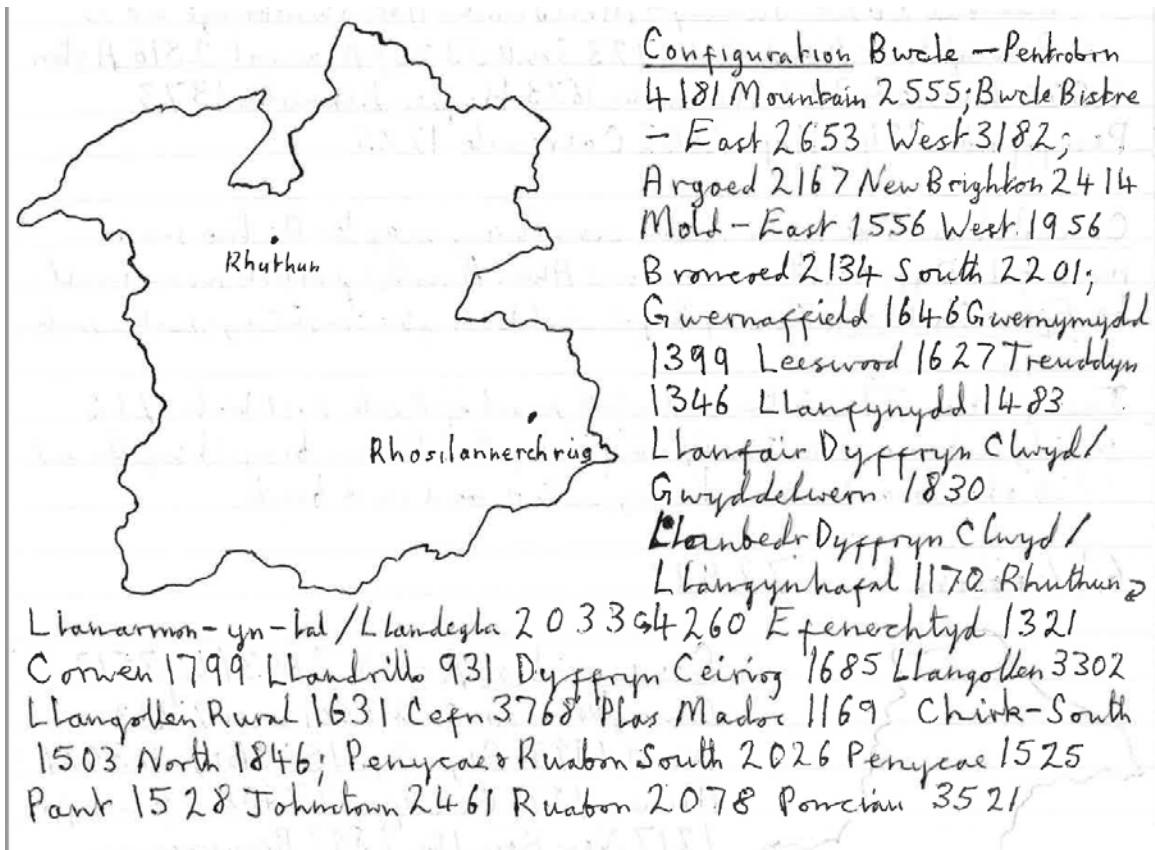 Configuration Bwcle – Pentrobin
4181 Mountain 2555; Bwcle Bistre
– East 2653 West 3182;
Argoed 2167 New Brighton 2414
Mold – East 1556 West 1956
Broncoed 2134 South 2201;
Gwernaffield 1646 Gwernymydd
1399 Leeswood 1627 Treuddyn
1346 Llanfynydd 1483
Llanfair Dyffryn Clwyd/
Gwyddelwern 1830
Llanbedr Dyffryn Clwyd/
Llangynhafal 1170 Rhuthun
Rhuthun
Rhosllannerchrug
Llanarmon-yn-Ial/Llandegla 2033 4260 Efenechtyd 1321
Corwen 1799 Llandrillo 931 Dyffryn Ceiriog 1685 Llangollen 3302
Llangollen Rural 1631 Cefn 3768 Plas Madoc 1169 Chirk – South
1503 North 1846; Penycae & Ruabon South 2026 Penycae 1525
Pant 1528 Johnstown 2461 Ruabon 2078 Ponciau 3521